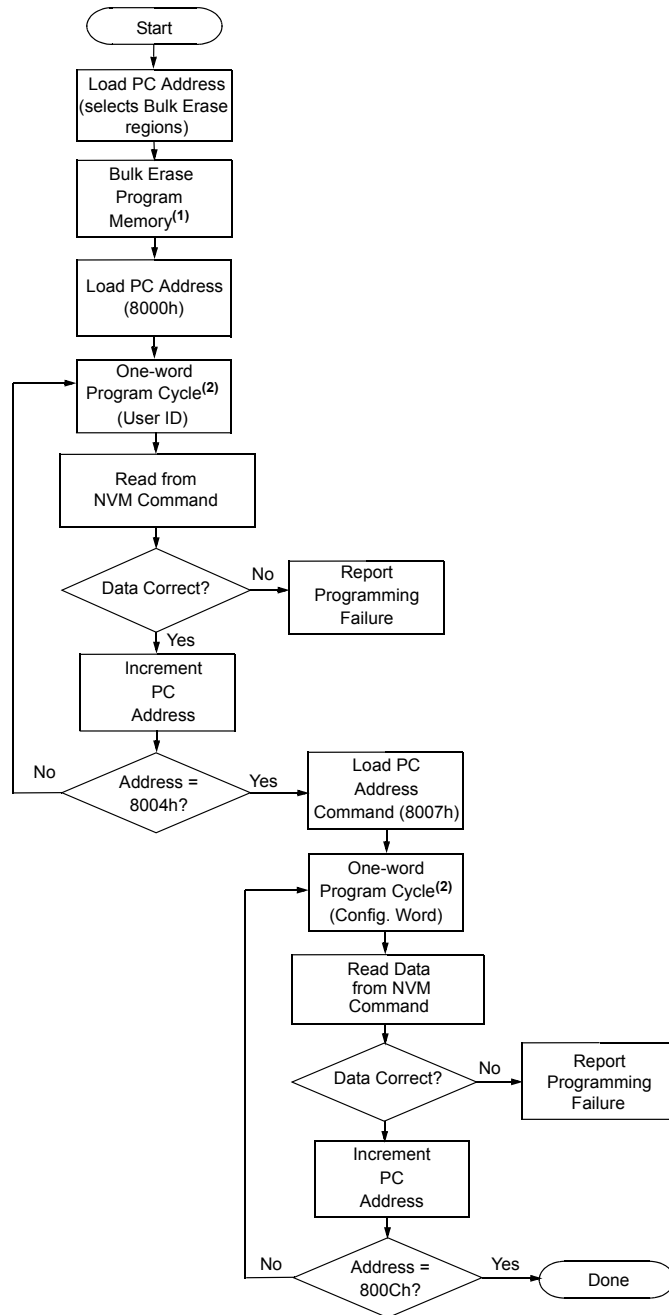 Start
Load PC Address
(selects Bulk Erase
regions)
Bulk Erase
Program
Memory(1)
Load PC Address
(8000h)
One-word
Program Cycle(2)
(User ID)
Read from
NVM Command
Data Correct?
No
Report
Programming
Failure
Yes
Increment
PC
Address
No
Address =
8004h?
Yes
Load PC
Address
Command (8007h)
One-word
Program Cycle(2)
(Config. Word)
Read Data
from NVM
Command
Data Correct?
No
Report
Programming
Failure
Yes
Increment
PC
Address
No
Address =
800Ch?
Yes
Done